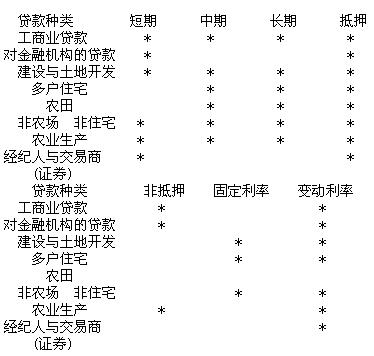 贷款种类 短期 中期 长期 抵押
工商业贷款 * * * *
对金融机构的贷款 * *
建设与土地开发 * * * *
多户住宅 * * *
农田 * * *
非农场 非住宅 * * * *
农业生产 * * * *
经纪人与交易商 * *
(证券)
贷款种类 非抵押 固定利率 变动利率
工商业贷款 * *
对金融机构的贷款 * *
建设与土地开发 * *
多户住宅 * *
农田
非农场 非住宅 * *
农业生产 * *
经纪人与交易商 *
(证券)